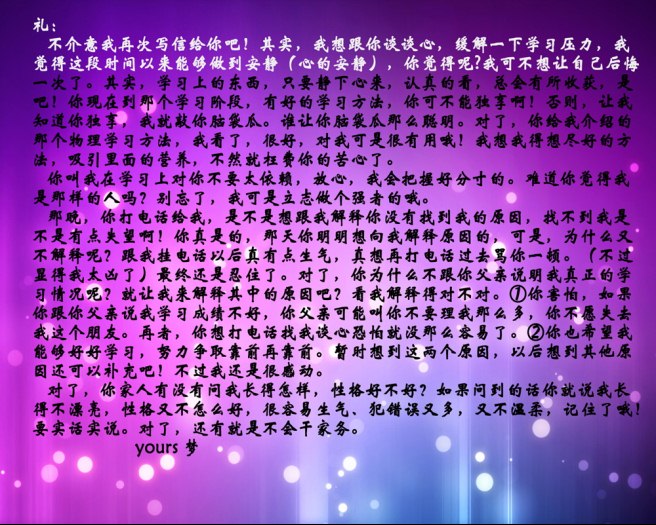 礼：
不介意我再次写信给你吧！其实，我想跟你谈谈心，缓解一下学习压力，我
觉得这段时间以来能够做到安静（心的安静），你觉得呢?我可不想让自己后悔
一次了。其实，学习上的东西，只要静下心来，认真的看，总会有所收获，是
吧！你现在到那个学习阶段，有好的学习方法，你可不能独享啊！否则，让我
知道你独享，我就敲你脑袋瓜。谁让你脑袋瓜那么聪明。对了，你给我介绍的
那个物理学习方法，我看了，很好，对我可是很有用哦！我想我得想尽好的方
法，吸引里面的营养，不然就枉费你的苦心了。
你叫我在学习上对你不要太依赖，放心，我会把握好分寸的。难道你觉得我
是那样的人吗？别忘了，我可是立志做个强者的哦。
那晚，你打电话给我，是不是想跟我解释你没有找到我的原因，找不到我是
不是有点失望啊！你真是的，那天你明明想向我解释原因的，可是，为什么又
不解释呢？跟我挂电话以后真有点生气，真想再打电话过去骂你一顿。（不过
显得我太凶了）最终还是忍住了。对了，你为什么不跟你父亲说明我真正的学
习情况呢？就让我来解释其中的原因吧？看我解释得对不对。①你害怕，如果
你跟你父亲说我学习成绩不好，你父亲可能叫你不要理我那么多，你不愿失去
我这个朋友。再者，你想打电话找我谈心恐怕就没那么容易了。②你也希望我
能够好好学习，努力争取靠前再靠前。暂时想到这两个原因，以后想到其他原
因还可以补充吧！不过我还是很感动。
对了，你家人有没有问我长得怎样，性格好不好？如果问到的话你就说我长
得不漂亮，性格又不怎么好，很容易生气、犯错误又多，又不温柔，记住了哦！
要实话实说。对了，还有就是不会干家务。
yours 梦